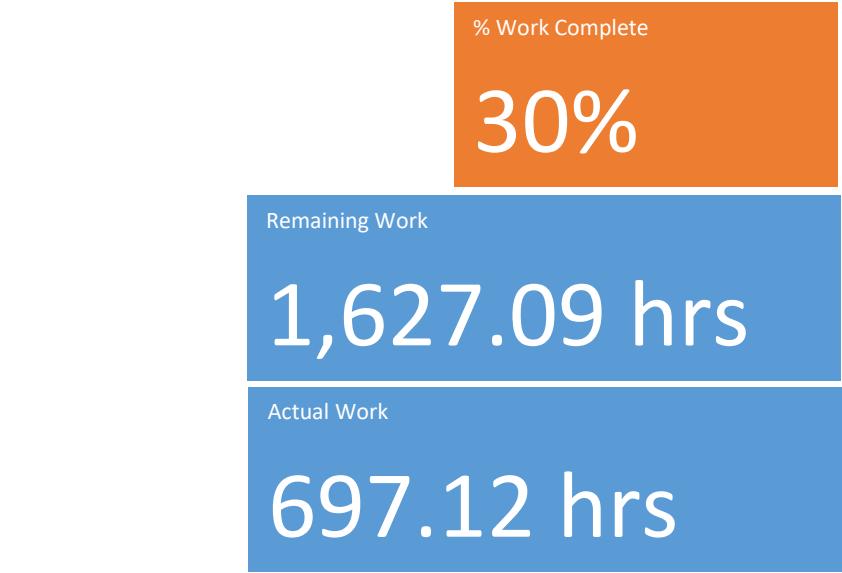 % Work Complete
30%
Remaining Work
1,627.09 hrs
Actual Work
697.12 hrs